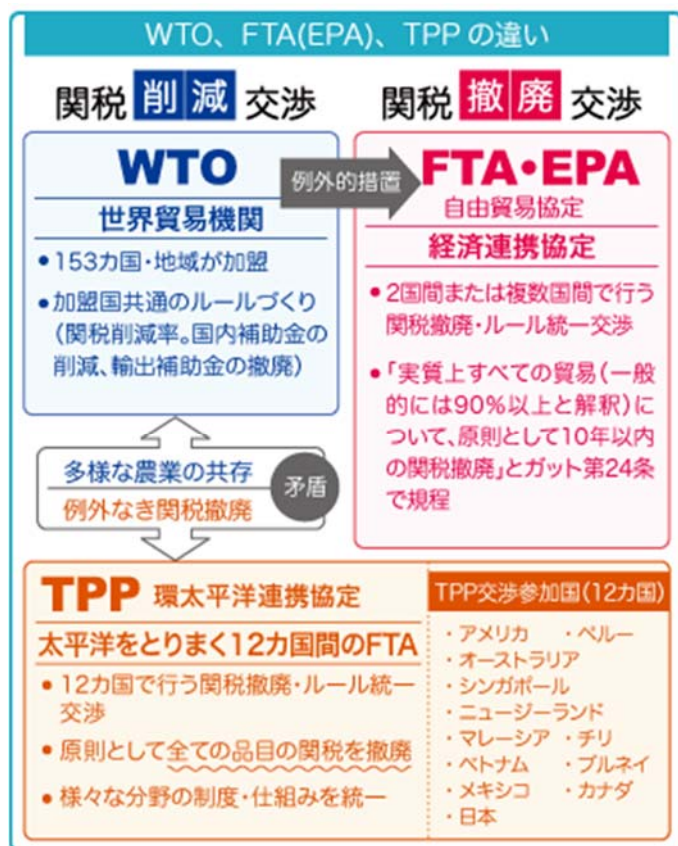 WTO、FTA(EPA)、TPPの違い
関税削減交渉
WTO
世界貿易機関
•153カ国・地域が加盟
•加盟国共通のルールづくり
(関税削減率。国内補助金の
削減、輸出補助金の撤廃)
例外的措置
関税撤廃交渉
FTA•EPA
自由貿易協定
経済連携協定
•2国間または複数国間で行う
関税撤廃・ルール統一交渉
•「実質上すべての貿易(一般
的には90%以上と解釈)に
ついて、原則として10年以内
の関税撤廃」とガット第24条
で規程
多様な農業の共存
例外なき関税撤廃
矛盾
TPP 環太平洋連携協定
太平洋をとりまく12カ国間のFTA
•12カ国で行う関税撤廃・ルール統一
交渉
•原則として全ての品目の関税を撤廃
•様々な分野の制度・仕組みを統一
TPP交渉参加国(12カ国)
・アメリカ ・ペルー
・オーストラリア
・シンガポール
・ニュージーランド
・マレーシア ・チリ
・ベトナム ・ブルネイ
・メキシコ ・カナダ
・日本